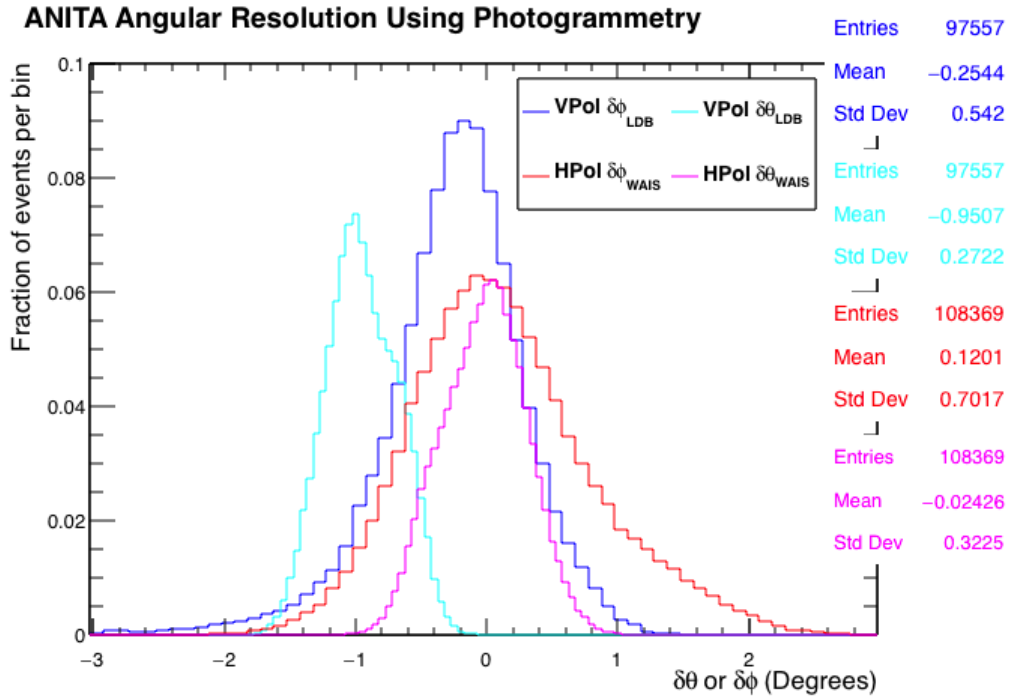 ANITA Angular Resolution Using Photogrammetry
Entries 97557
Mean −0.2544
Std Dev 0.542
Entries 97557
Mean −0.9507
Std Dev 0.2722
Entries 108369
Mean 0.1201
Std Dev 0.7017
Entries 108369
Mean −0.02426
Std Dev 0.3225
VPol δϕLDB VPol δθLDB
HPol δϕWAIS HPol δθWAIS
Fraction of events per bin
0.1
0.08
0.06
0.04
0.02
0
−3 −2 −1 0 1 2
δθ or δϕ (Degrees)